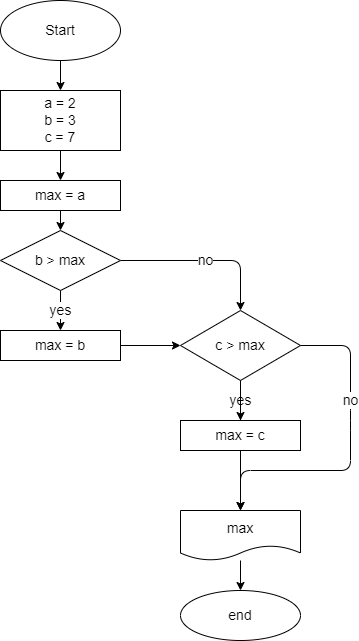 Start
a = 2
b = 3
c = 7
max = a
b > max
no
yes
max = b
c > max
yes
no
max = c
max
end